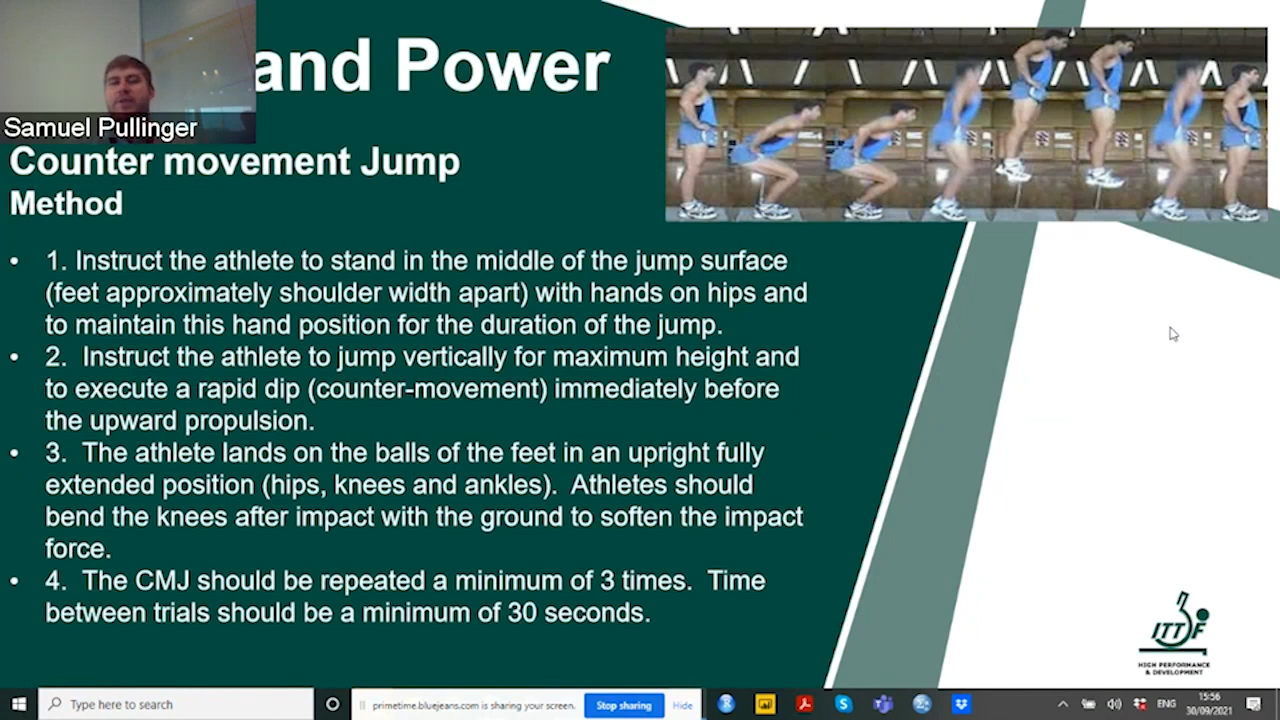 and Power
Samuel Pullinger
Counter movement Jump
Method
• 1. Instruct the athlete to stand in the middle of the jump surface
(feet approximately shoulder width apart) with hands on hips and
to maintain this hand position for the duration of the jump.
• 2. Instruct the athlete to jump vertically for maximum height and
to execute a rapid dip (counter-movement) immediately before
the upward propulsion.
• 3. The athlete lands on the balls of the feet in an upright fully
extended position (hips, knees and ankles). Athletes should
bend the knees after impact with the ground to soften the impact
force.
• 4. The CMJ should be repeated a minimum of 3 times. Time
between trials should be a minimum of 30 seconds.
ITTF
HIGH PERFORMANCE
& DEVELOPMENT
Type here to search
primetime.bluejeans.com is sharing your screen.
Stop sharing
Hide
ENG
15:56
30/09/2021